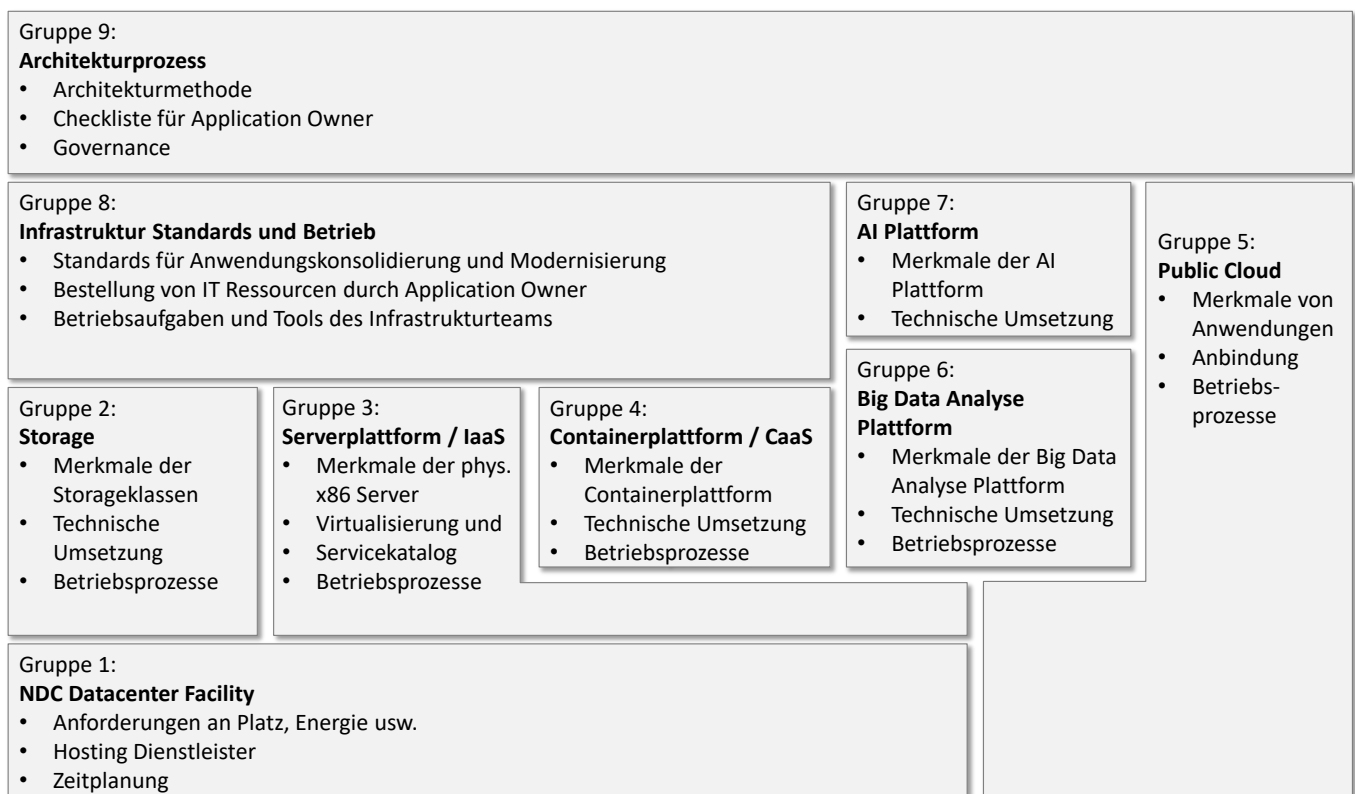 Gruppe 9:
Architekturprozess
• Architekturmethode
• Checkliste für Application Owner
• Governance
Gruppe 8:
Infrastruktur Standards und Betrieb
• Standards für Anwendungskonsolidierung und Modernisierung
• Bestellung von IT Ressourcen durch Application Owner
• Betriebsaufgaben und Tools des Infrastrukturteams
Gruppe 7:
AI Plattform
• Merkmale der AI
Plattform
• Technische Umsetzung
Gruppe 5:
Public Cloud
• Merkmale von
Anwendungen
• Anbindung
• Betriebs-
prozesse
Gruppe 6:
Big Data Analyse
Plattform
• Merkmale der Big Data
Analyse Plattform
• Technische Umsetzung
• Betriebsprozesse
Gruppe 2:
Storage
• Merkmale der
Storageklassen
• Technische
Umsetzung
• Betriebsprozesse
Gruppe 3:
Serverplattform / IaaS
• Merkmale der phys.
x86 Server
• Virtualisierung und
• Servicekatalog
• Betriebsprozesse
Gruppe 4:
Containerplattform / CaaS
• Merkmale der
Containerplattform
• Technische Umsetzung
• Betriebsprozesse
Gruppe 1:
NDC Datacenter Facility
• Anforderungen an Platz, Energie usw.
• Hosting Dienstleister
• Zeitplanung